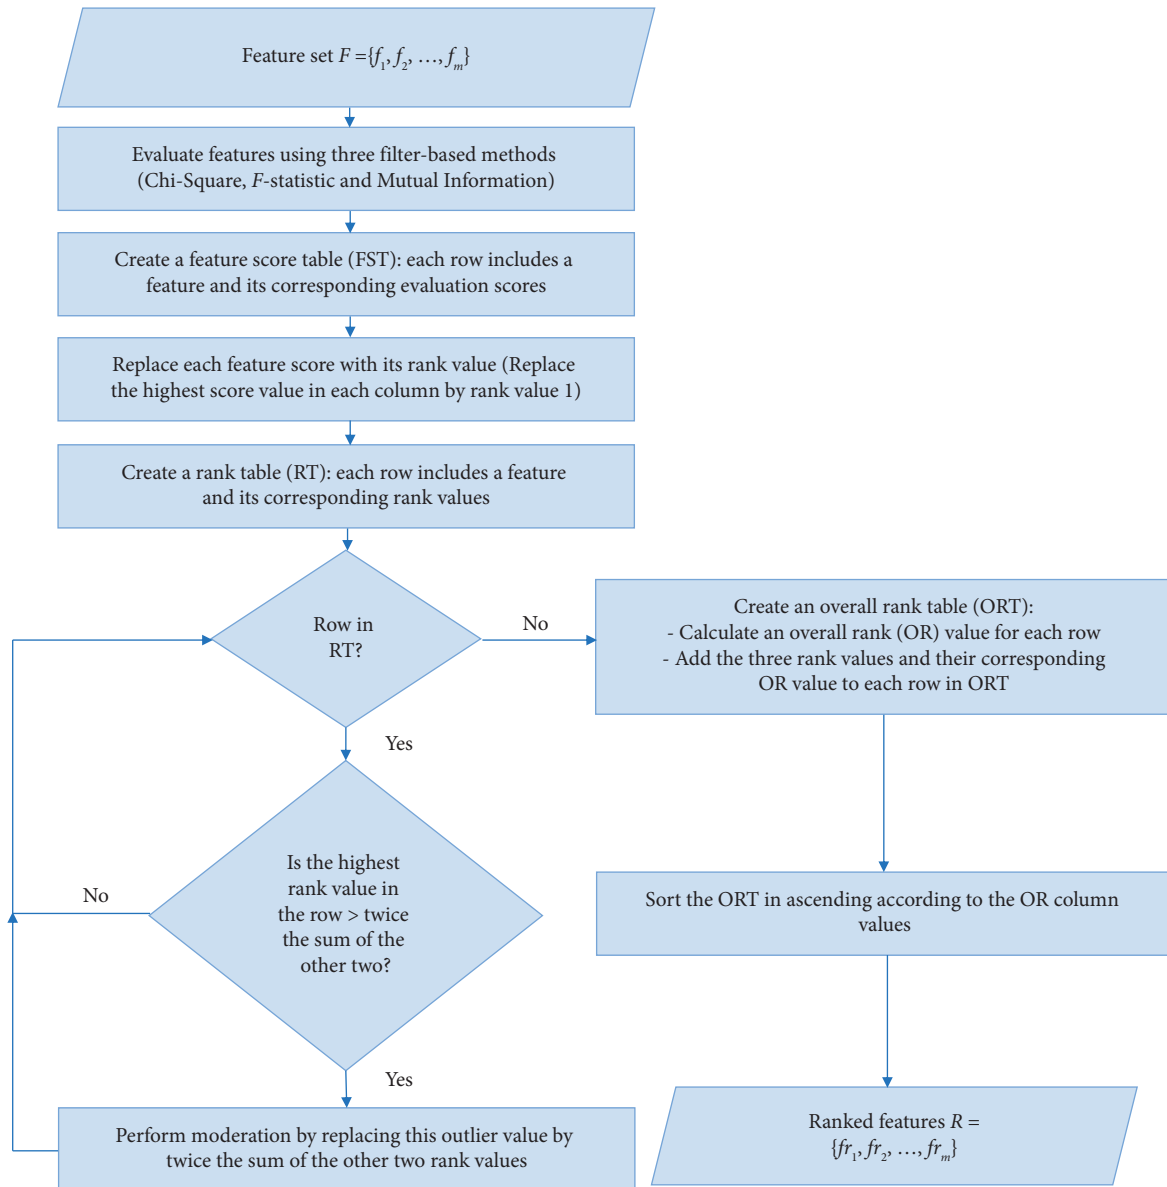 Feature set F ={f₁, f₂, …, fₘ}
Evaluate features using three filter-based methods
(Chi-Square, F-statistic and Mutual Information)
Create a feature score table (FST): each row includes a
feature and its corresponding evaluation scores
Replace each feature score with its rank value (Replace
the highest score value in each column by rank value 1)
Create a rank table (RT): each row includes a feature
and its corresponding rank values
Row in
RT?
No
Yes
Create an overall rank table (ORT):
- Calculate an overall rank (OR) value for each row
- Add the three rank values and their corresponding
OR value to each row in ORT
Is the highest
rank value in
the row > twice
the sum of the
other two?
No
Yes
Perform moderation by replacing this outlier value by
twice the sum of the other two rank values
Sort the ORT in ascending according to the OR column
values
Ranked features R =
{fr₁, fr₂, …, frₘ}